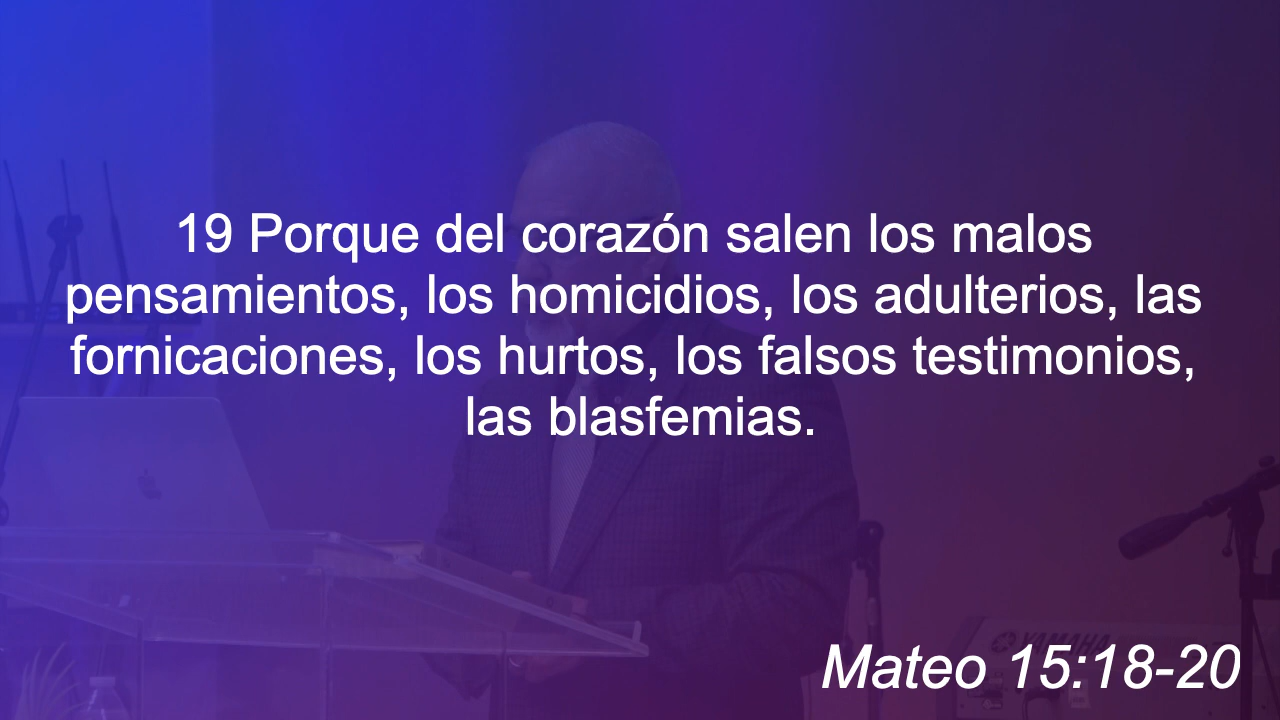 19 Porque del corazón salen los malos
pensamientos, los homicidios, los adulterios, las
fornicaciones, los hurtos, los falsos testimonios,
las blasfemias.
YAMAHA
Mateo 15:18-20